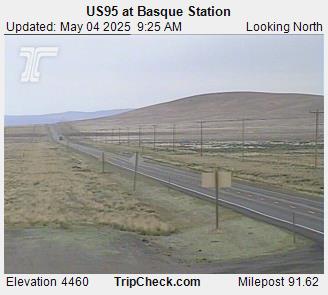 US95 at Basque Station
Updated: May 04 2025 9:25 AM Looking North
Elevation 4460 TripCheck.com Milepost 91.62